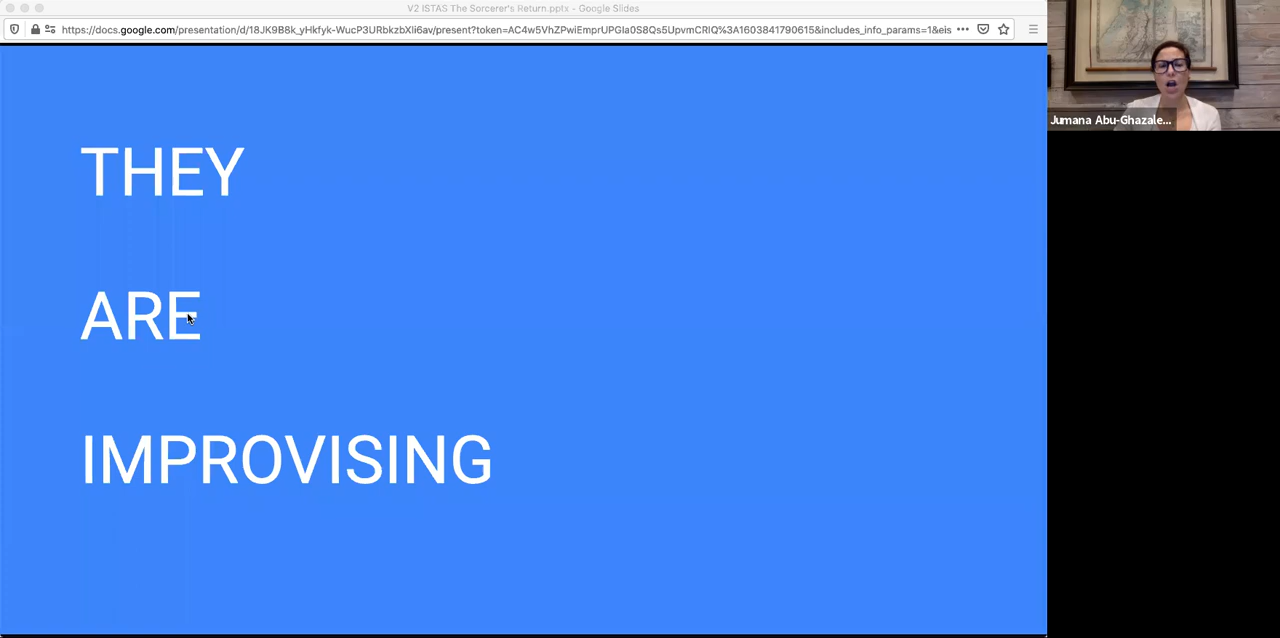 V2 ISTAS The Sorcerer's Return.pptx - Google Slides
https://docs.google.com/presentation/d/18JK9B8k_yHkfyk-WucP3URbkzbXli6av/present?token=AC4w5VhZPwiEmprUPGIa0S8Qs5UpvmCRIQ%3A1603841790615&includes_info_params=1&eis
Jumana Abu-Ghazale...
THEY
ARE
IMPROVISING